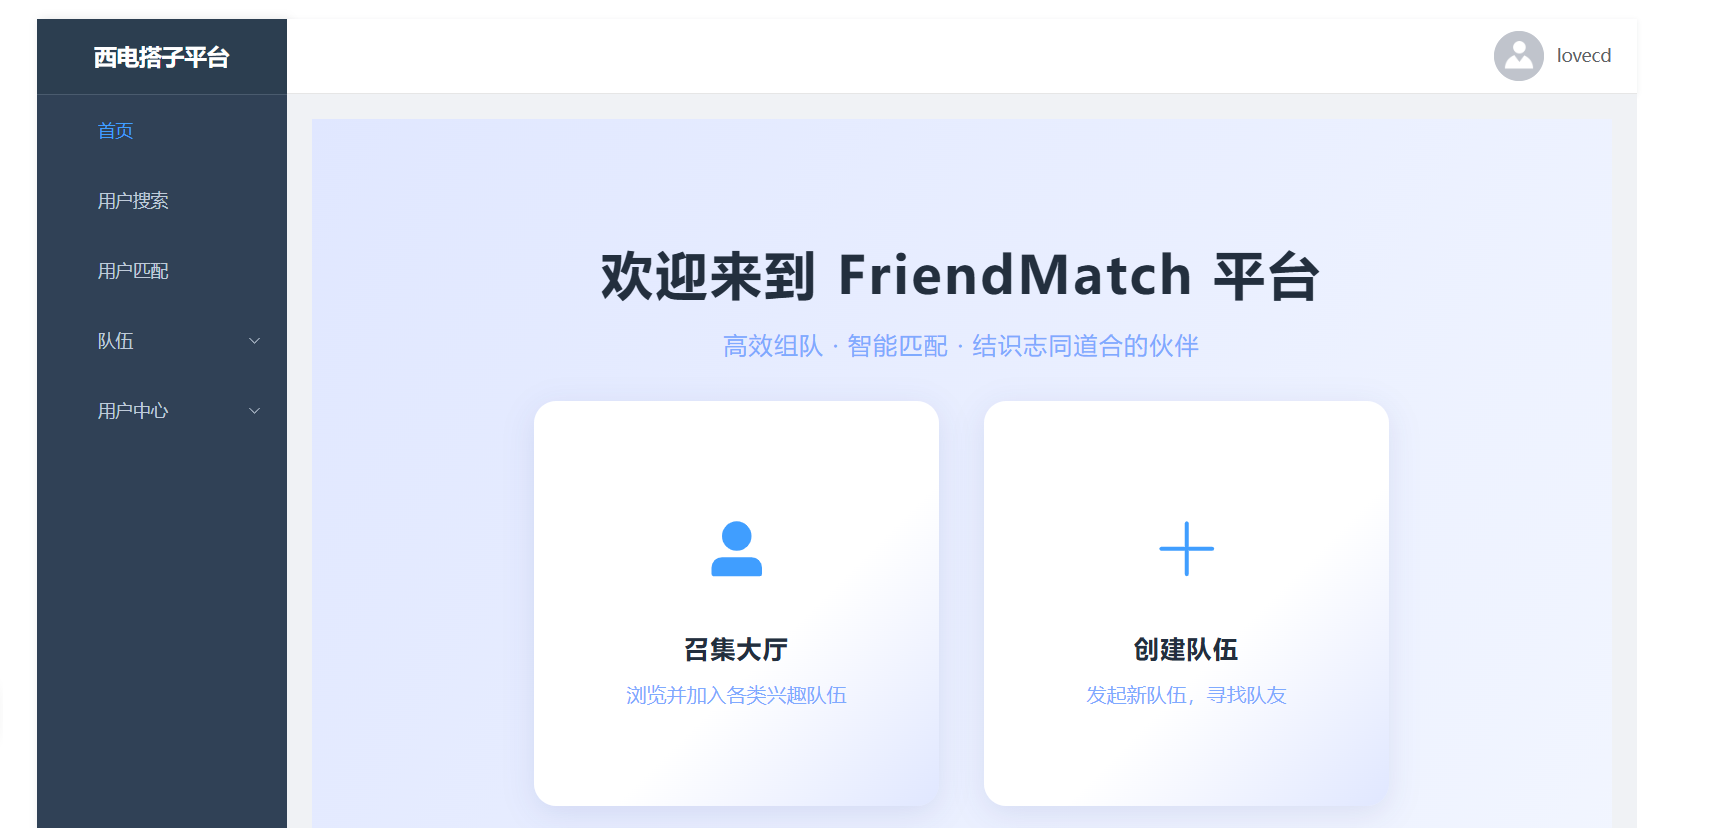 西电搭子平台
lovecd
首页
用户搜索
用户匹配
队伍
用户中心
欢迎来到 FriendMatch 平台
高效组队 · 智能匹配 · 结识志同道合的伙伴
召集大厅
浏览并加入各类兴趣队伍
创建队伍
发起新队伍，寻找队友